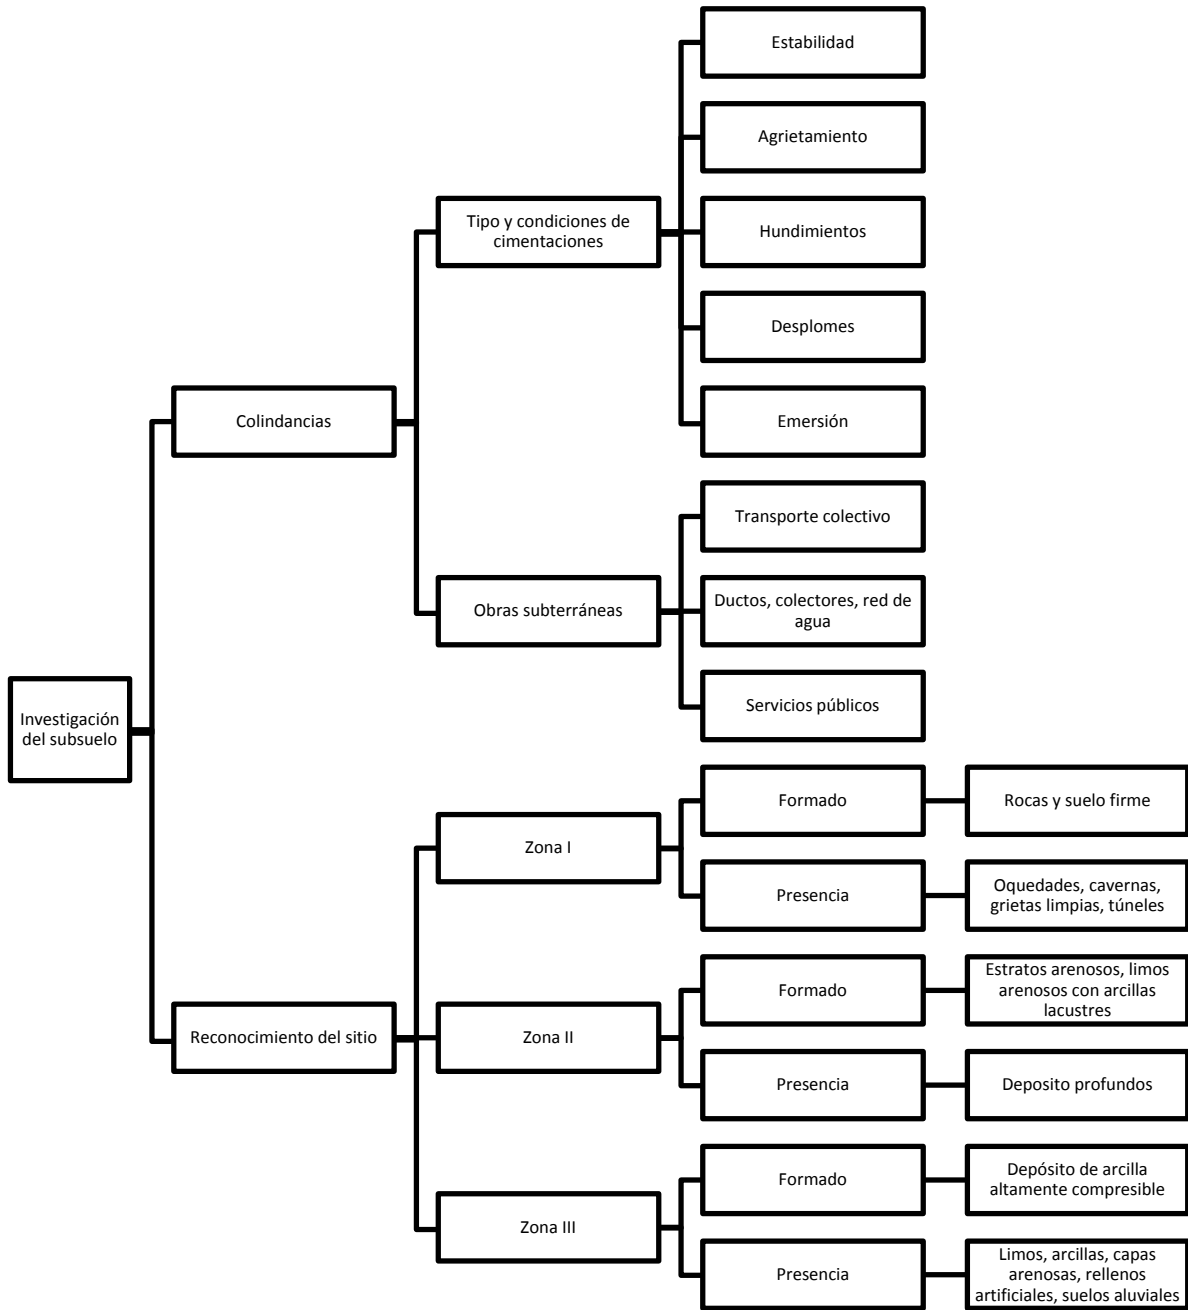 Estabilidad
Agrietamiento
Tipo y condiciones de
cimentaciones
Hundimientos
Desplomes
Colindancias
Emersión
Transporte colectivo
Obras subterráneas
Ductos, colectores, red de
agua
Servicios públicos
Investigación
del subsuelo
Formado
Rocas y suelo firme
Zona I
Presencia
Oquedades, cavernas,
grietas limpias, túneles
Formado
Estratos arenosos, limos
arenosos con arcillas
lacustres
Reconocimiento del sitio
Zona II
Presencia
Deposito profundos
Formado
Depósito de arcilla
altamente compresible
Zona III
Presencia
Limos, arcillas, capas
arenosas, rellenos
artificiales, suelos aluviales